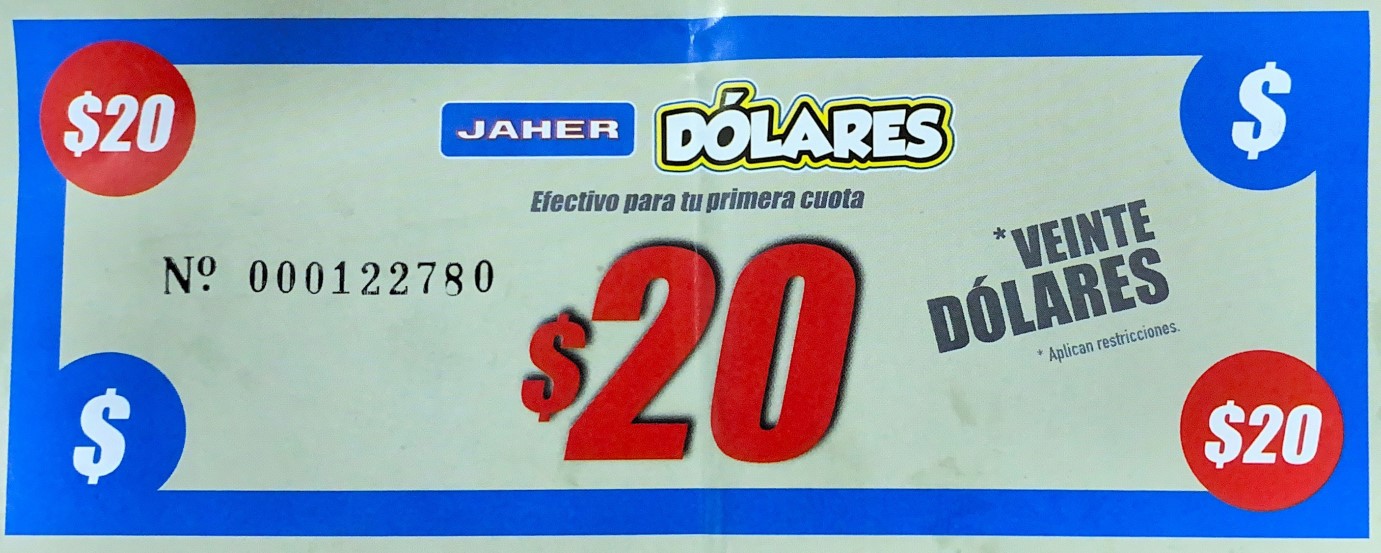 $20
$
JAHER DÓLARES
Efectivo para tu primera cuota
Nº 000122780
$20
* VEINTE
DÓLARES
* Aplican restricciones.
$
$20